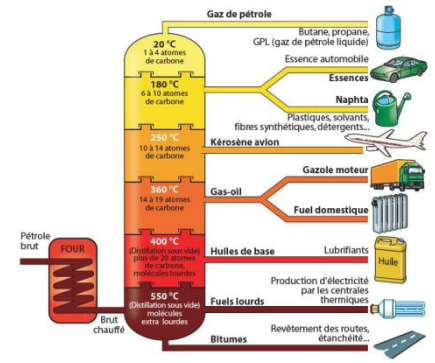 Gaz de pétrole
Butane, propane,
GPL (gaz de pétrole liquide)
20 °C
1 à 4 atomes
de carbone
Essence automobile
Essences
180 °C
6 à 10 atomes
de carbone
Naphta
Plastiques, solvants,
fibres synthétiques, détergents...
250 °C
10 à 14 atomes
de carbone
Kérosène avion
Gazole moteur
360 °C
14 à 19 atomes
de carbone
Gas-oil
Fuel domestique
Pétrole
brut
FOUR
400 °C
(Distillation sous vide)
plus de 20 atomes
de carbone,
molécules lourdes
Huiles de base
Lubrifiants
Huile
550 °C
(Distillation sous vide)
molécules
extra lourdes
Production d'électricité
par les centrales
thermiques
Fuels lourds
Brut
chauffé
Bitumes
Revêtement des routes,
étanchéité...